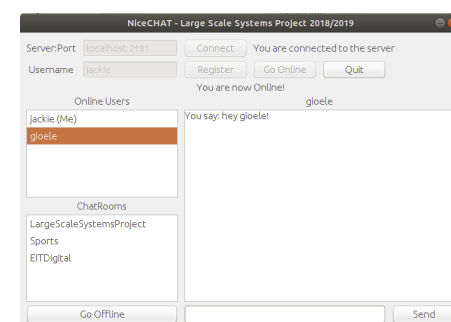 NiceCHAT - Large Scale Systems Project 2018/2019
Server:Port localhost:2181 Connect You are connected to the server
Username jackie Register Go Online Quit
You are now Online!
Online Users gioele
jackie (Me)
gioele
You say: hey gioele!
ChatRooms
LargeScaleSystemsProject
Sports
EITDigital
Go Offline Send